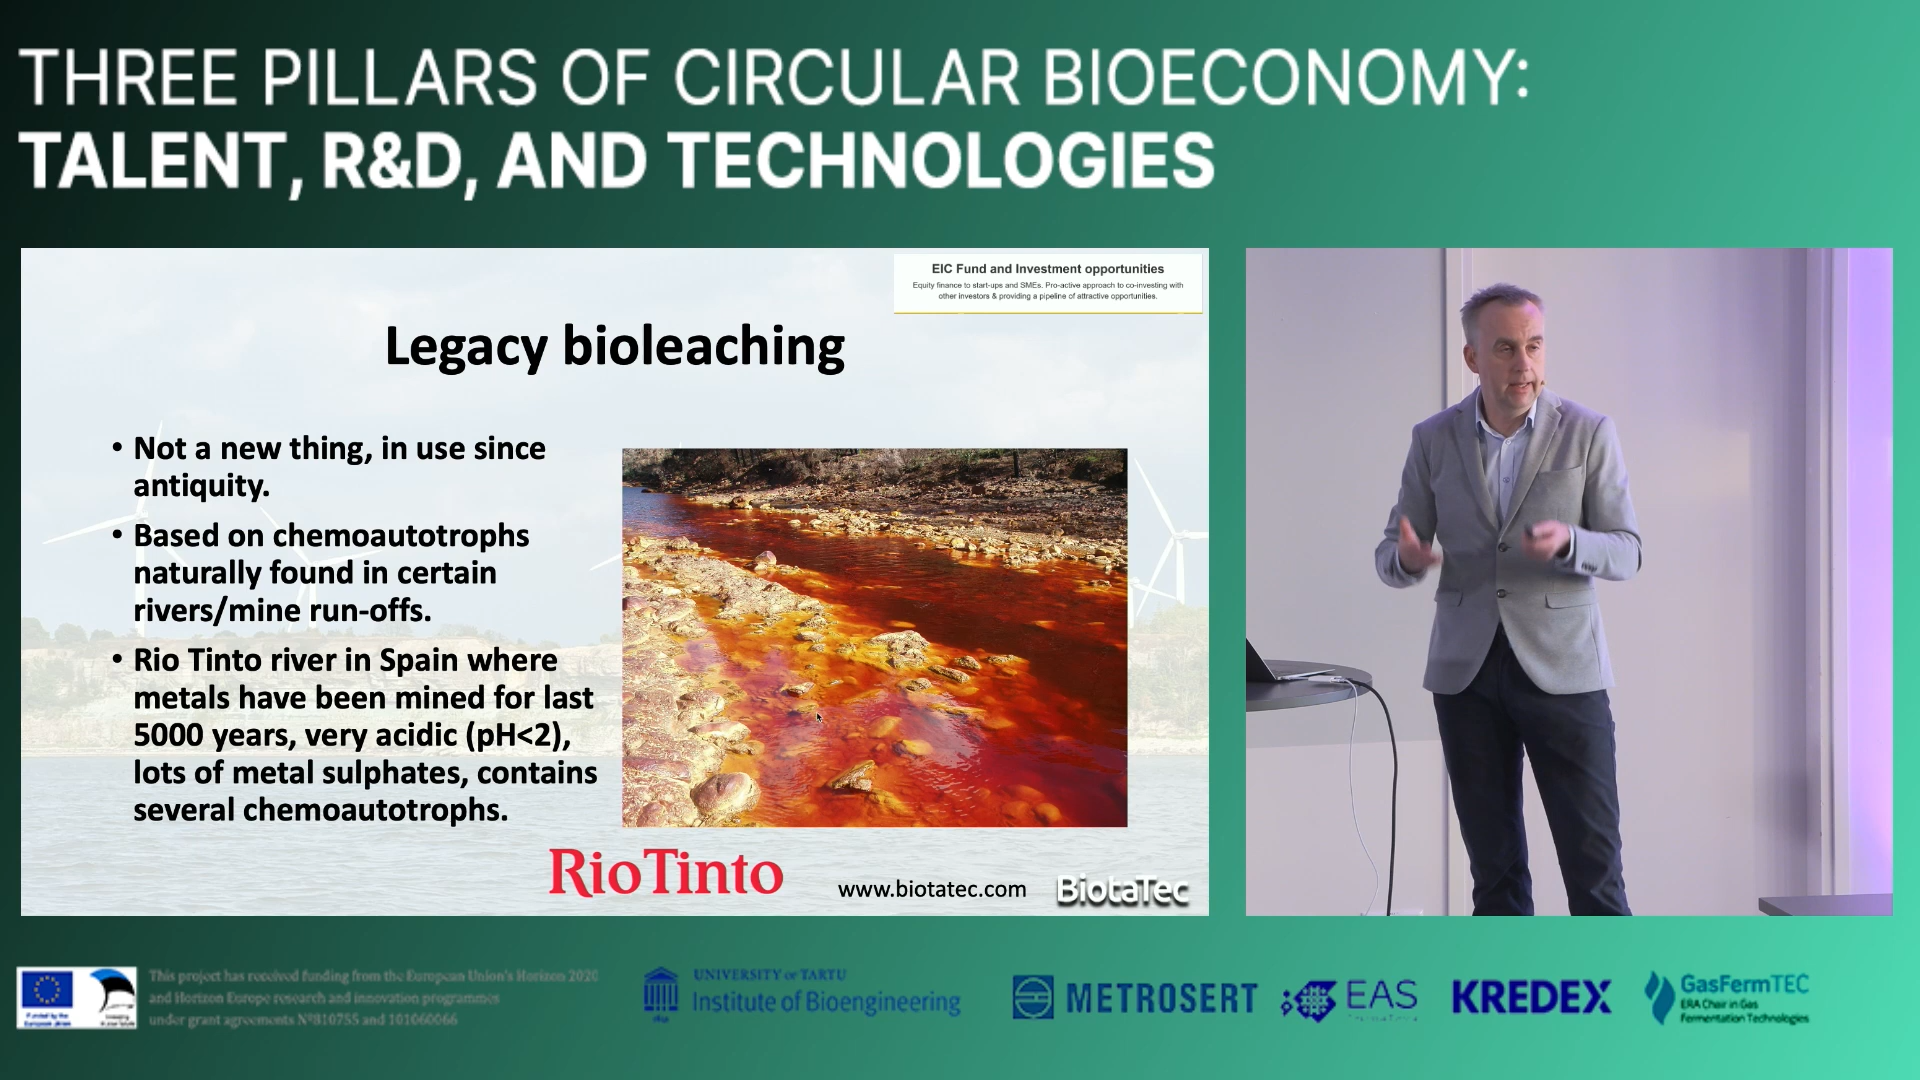 THREE PILLARS OF CIRCULAR BIOECONOMY:
TALENT, R&D, AND TECHNOLOGIES
EIC Fund and Investment opportunities
Equity finance to start-ups and SMEs. Pro-active approach to co-investing with
other investors & providing a pipeline of attractive opportunities.
Legacy bioleaching
• Not a new thing, in use since
antiquity.
• Based on chemoautotrophs
naturally found in certain
rivers/mine run-offs.
• Rio Tinto river in Spain where
metals have been mined for last
5000 years, very acidic (pH<2),
lots of metal sulphates, contains
several chemoautotrophs.
RioTinto
www.biotatec.com
BiotaTec
Funded by the
European Union
This project has received funding from the European Union's Horizon 2020
and Horizon Europe research and innovation programmes
under grant agreements Nº810755 and 101060066
UNIVERSITY OF TARTU
Institute of Bioengineering
METROSERT
EAS
KREDEX
GasFermTEC
ERA Chair in Gas
Fermentation Technologies